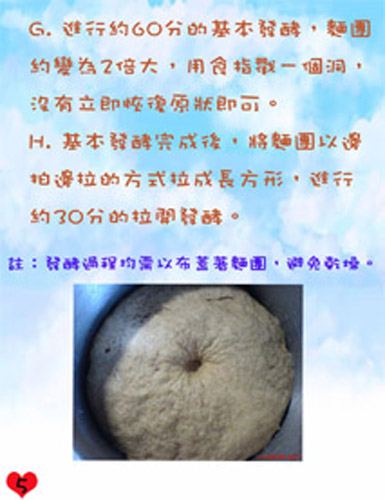 G. 進行約60分的基本發酵，麵團
約變為2倍大，用食指戳一個洞，
沒有立即恢復原狀即可。
H. 基本發酵完成後，將麵團以邊
拍邊拉的方式拉成長方形，進行
約30分的拉開發酵。
註：發酵過程均需以布蓋著麵團，避免乾燥。
5